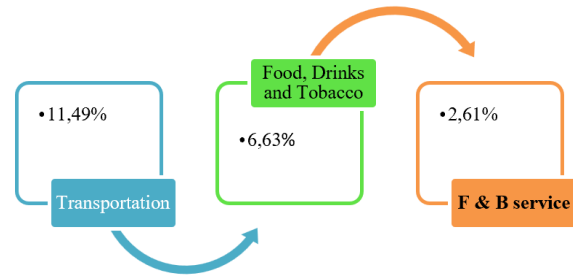 •11,49%
Transportation
Food, Drinks
and Tobacco
•6,63%
•2,61%
F & B service